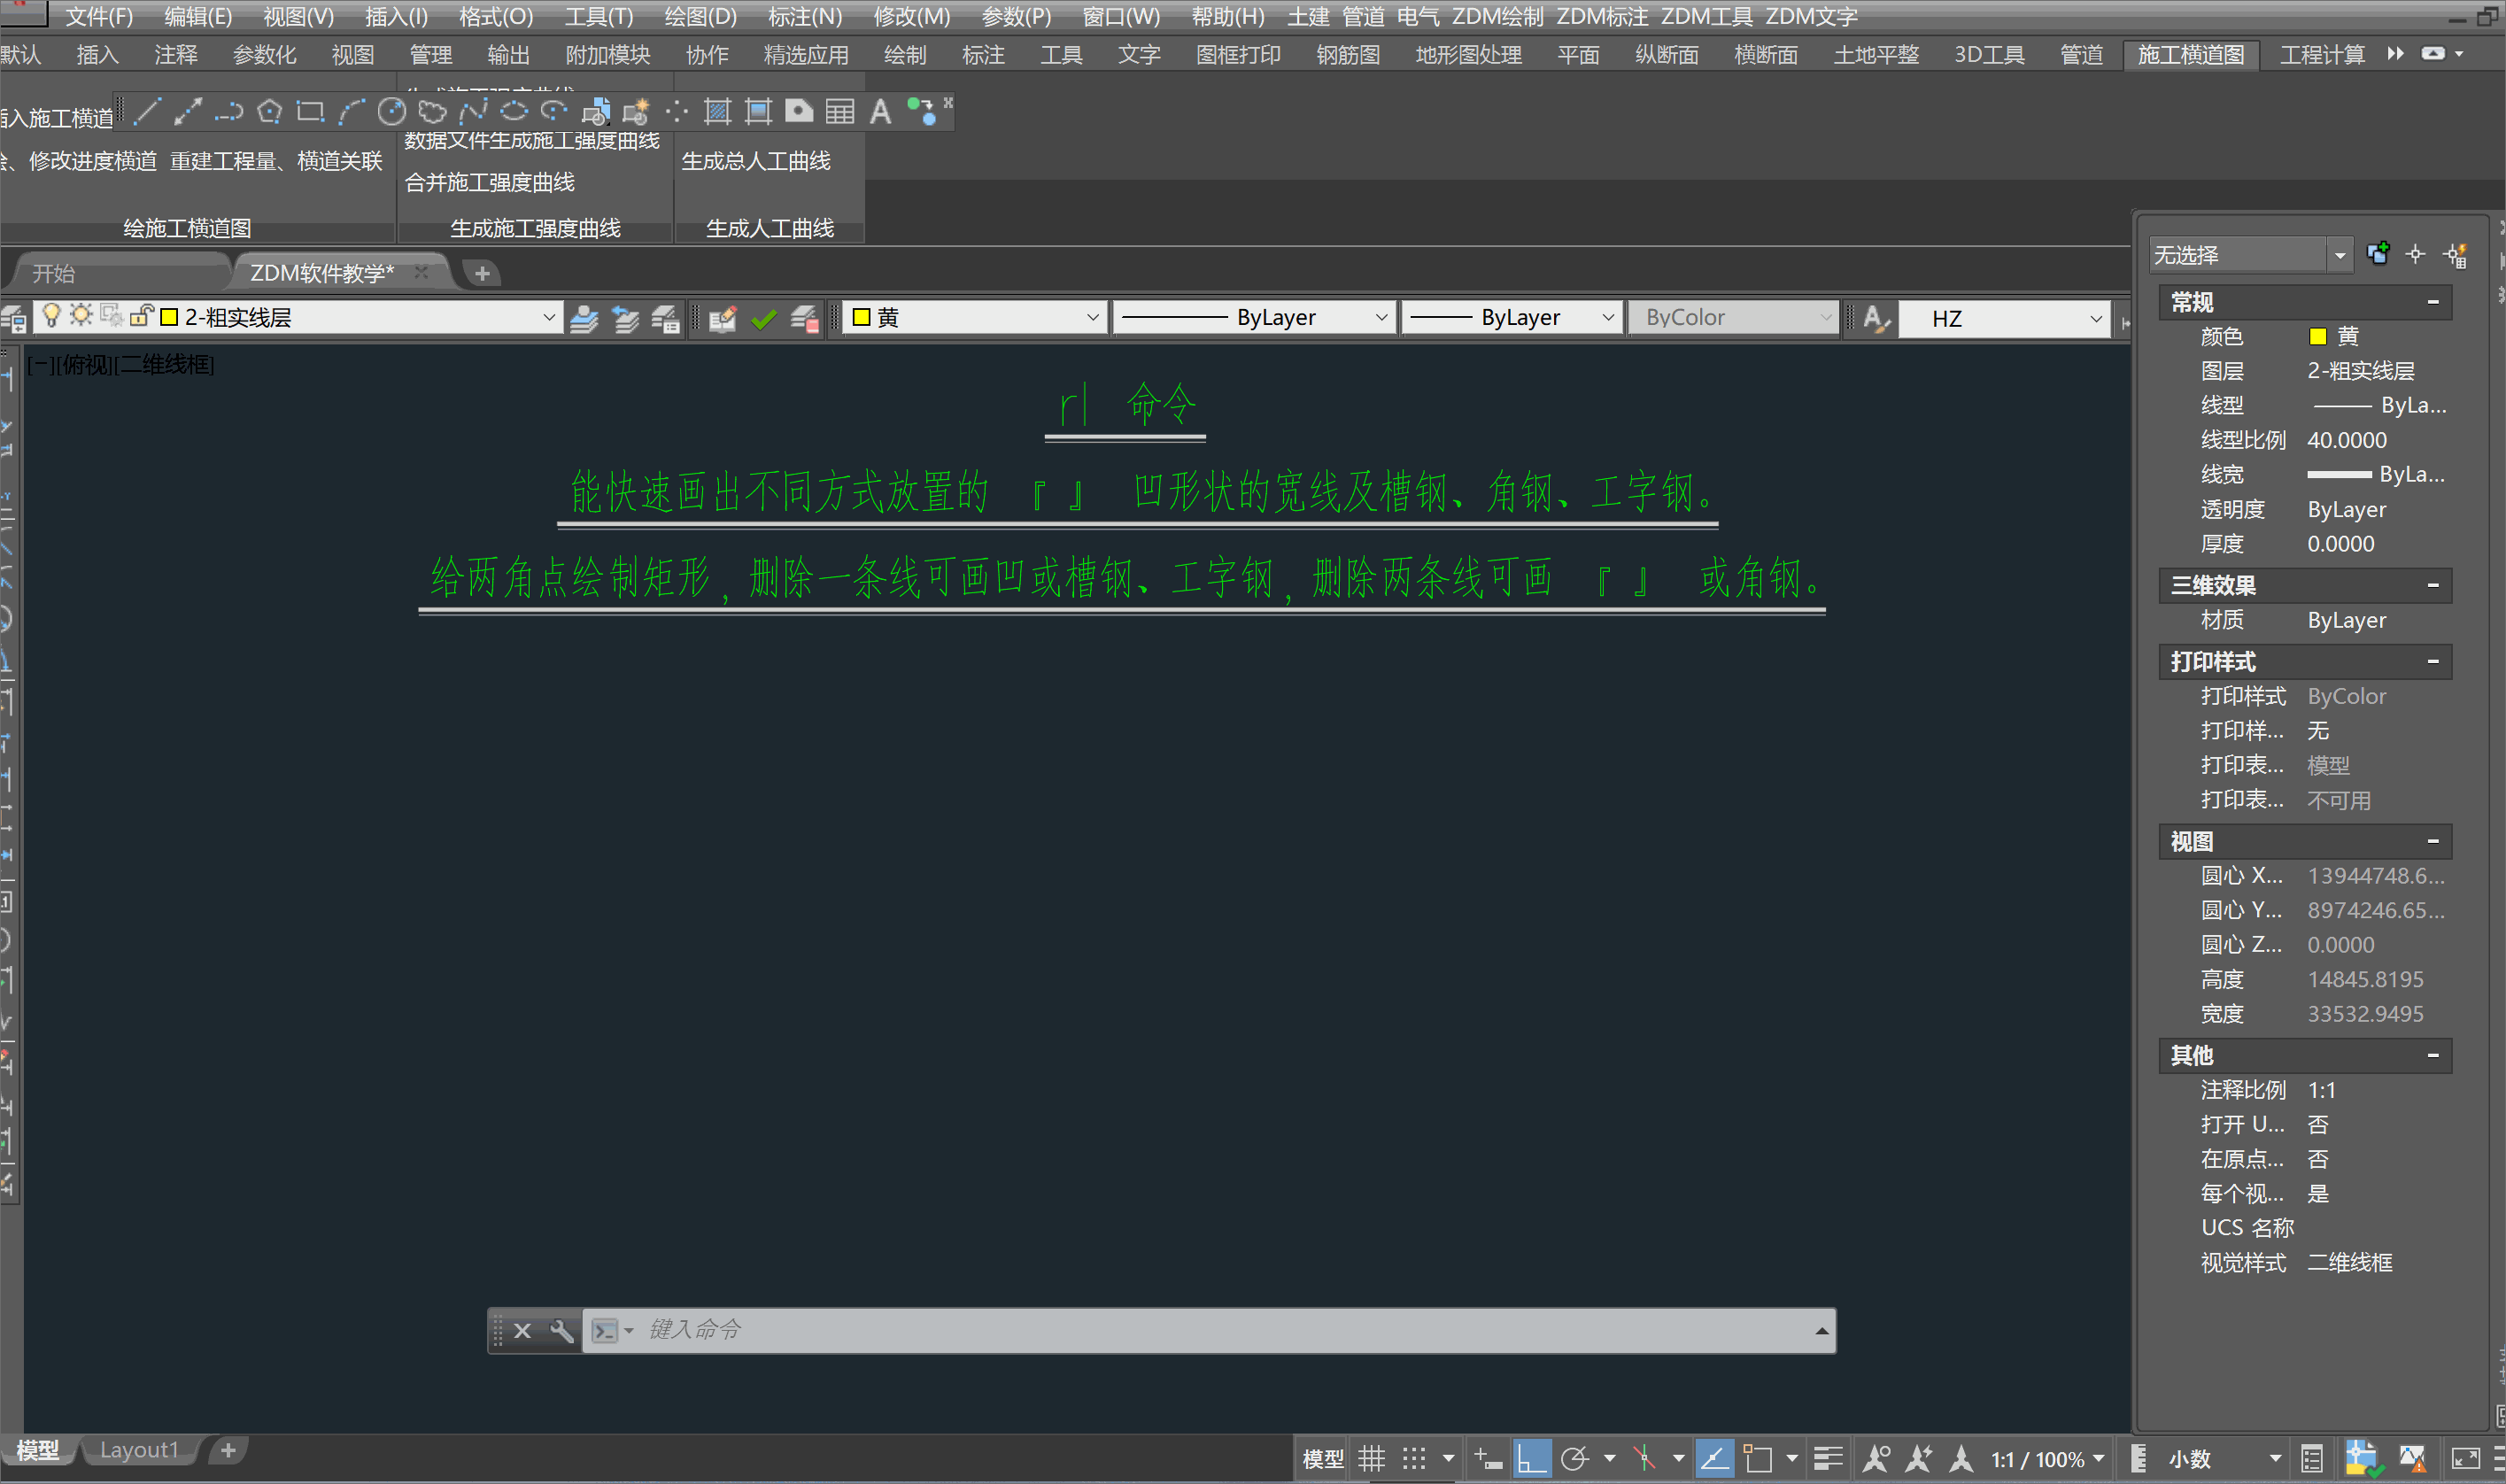 文件(F) 编辑(E) 视图(V) 插入(I) 格式(O) 工具(T) 绘图(D) 标注(N) 修改(M) 参数(P) 窗口(W) 帮助(H) 土建 管道 电气 ZDM绘制 ZDM标注 ZDM工具 ZDM文字
默认 插入 注释 参数化 视图 管理 输出 附加模块 协作 精选应用 绘制 标注 工具 文字 图框打印 钢筋图 地形图处理 平面 纵断面 横断面 土地平整 3D工具 管道 施工横道图 工程计算
插入施工横道
数据文件生成施工强度曲线
、修改进度横道 重建工程量、横道关联
生成总人工曲线
合并施工强度曲线
绘施工横道图 生成施工强度曲线 生成人工曲线
开始 ZDM软件教学*
2-粗实线层 黄 ByLayer ByLayer ByColor HZ
[−][俯视][二维线框]
rl 命令
能快速画出不同方式放置的 『 』 凹形状的宽线及槽钢、角钢、工字钢。
给两角点绘制矩形,删除一条线可画凹或槽钢、工字钢,删除两条线可画 『 』 或角钢。
键入命令
无选择
常规
颜色 黄
图层 2-粗实线层
线型 ByLa...
线型比例 40.0000
线宽 ByLa...
透明度 ByLayer
厚度 0.0000
三维效果
材质 ByLayer
打印样式
打印样式 ByColor
打印样... 无
打印表... 模型
打印表... 不可用
视图
圆心 X... 13944748.6...
圆心 Y... 8974246.65...
圆心 Z... 0.0000
高度 14845.8195
宽度 33532.9495
其他
注释比例 1:1
打开 U... 否
在原点... 否
每个视... 是
UCS 名称
视觉样式 二维线框
模型 Layout1
模型 1:1 / 100% 小数